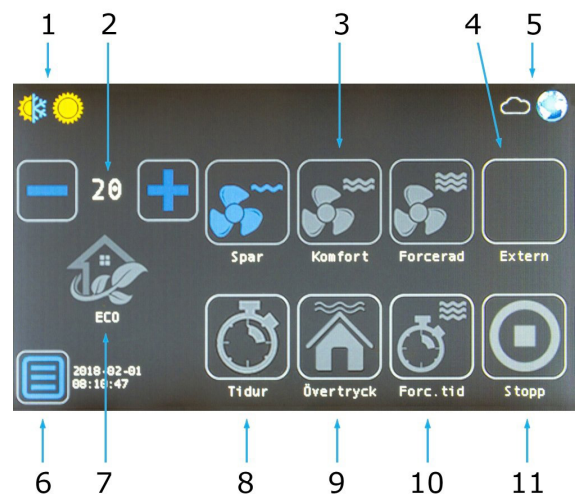 1 2 3 4 5
20
Spar Komfort Forcerad Extern
ECO
2018-02-01
08:10:47
Tidur Övertryck Forc.tid Stopp
6 7 8 9 10 11